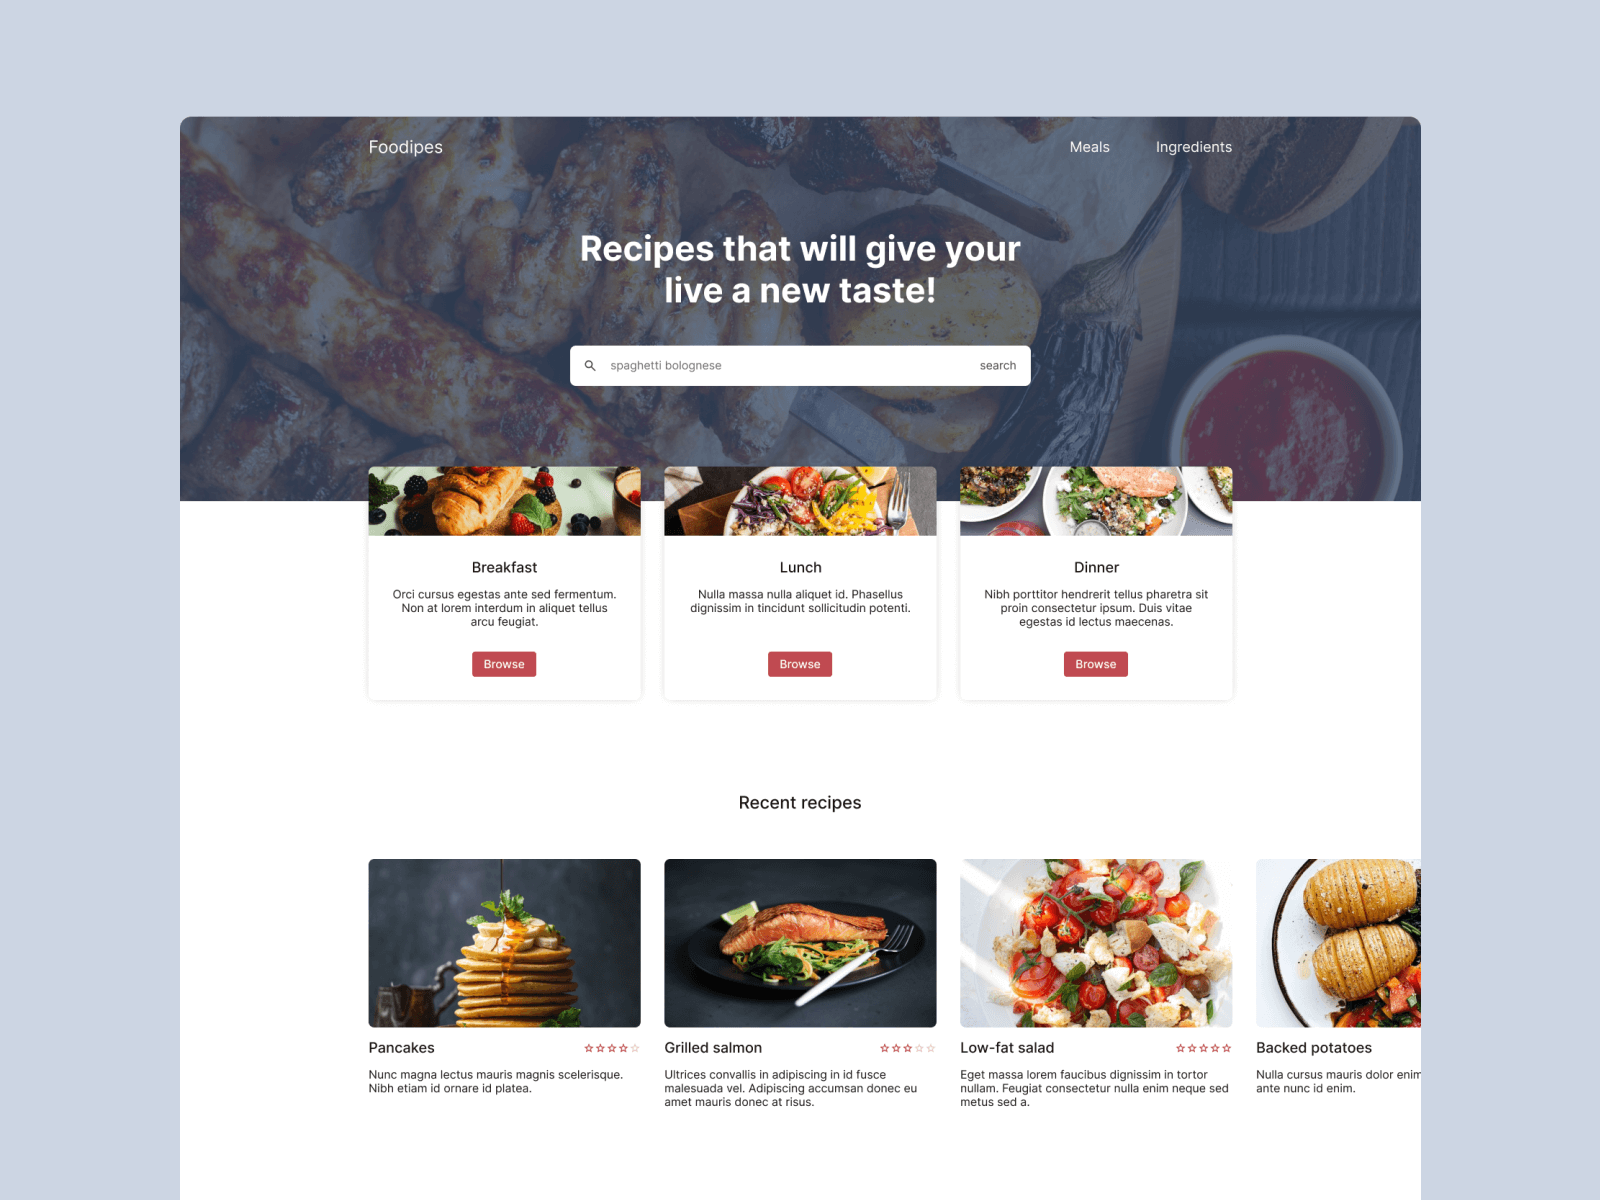 Foodipes
Meals
Ingredients
Recipes that will give your
live a new taste!
spaghetti bolognese
search
Breakfast
Orci cursus egestas ante sed fermentum.
Non at lorem interdum in aliquet tellus
arcu feugiat.
Browse
Lunch
Nulla massa nulla aliquet id. Phasellus
dignissim in tincidunt sollicitudin potenti.
Browse
Dinner
Nibh porttitor hendrerit tellus pharetra sit
proin consectetur ipsum. Duis vitae
egestas id lectus maecenas.
Browse
Recent recipes
Pancakes
Nunc magna lectus mauris magnis scelerisque.
Nibh etiam id ornare id platea.
Grilled salmon
Ultrices convallis in adipiscing in id fusce
malesuada vel. Adipiscing accumsan donec eu
amet mauris donec at risus.
Low-fat salad
Eget massa lorem faucibus dignissim in tortor
nullam. Feugiat consectetur nulla enim neque sed
metus sed a.
Backed potatoes
Nulla cursus mauris dolor enim
ante nunc id enim.